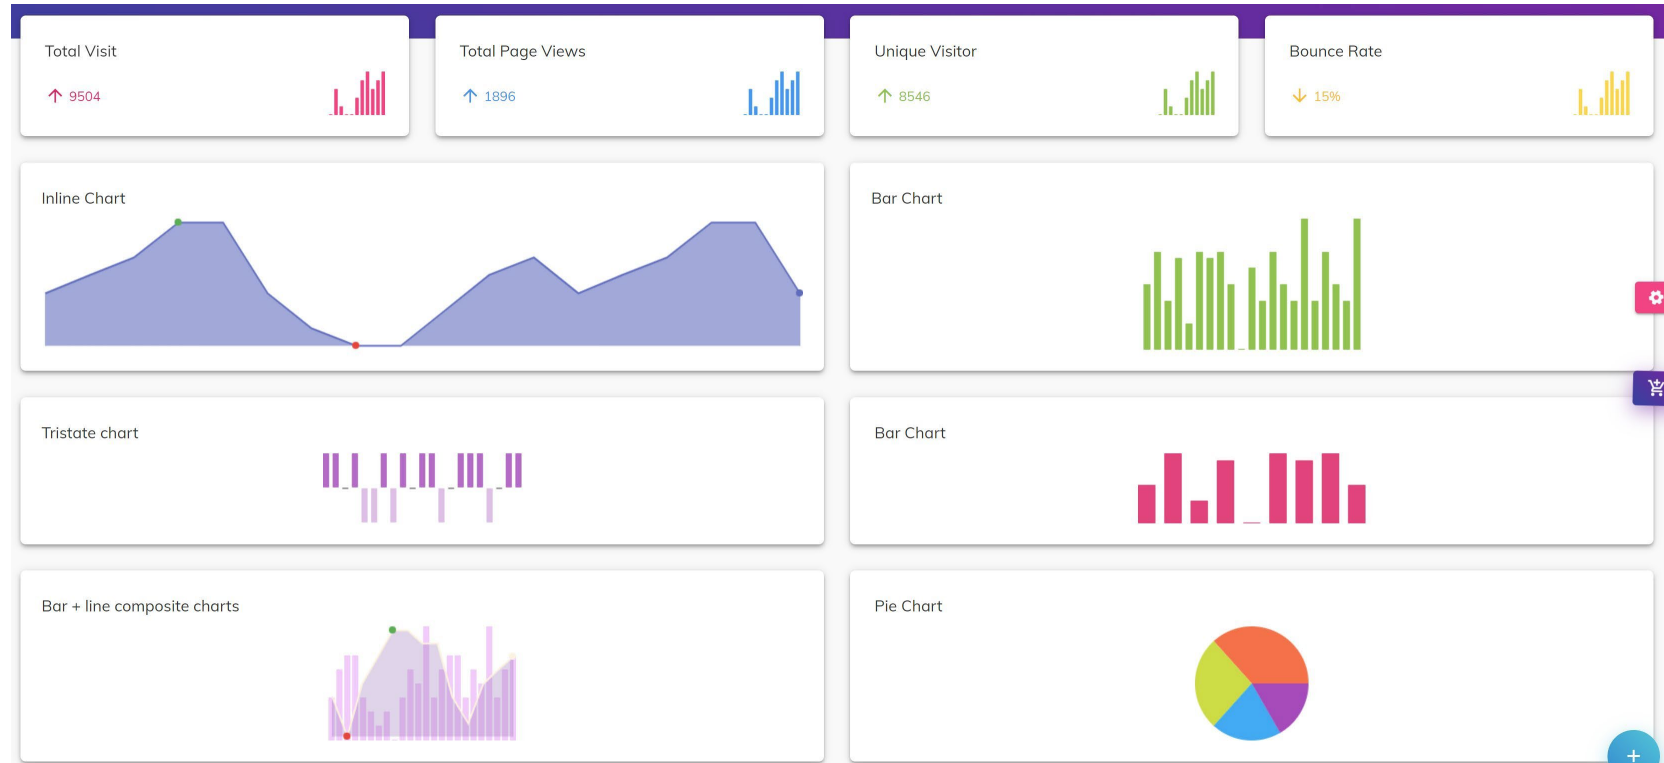 Total Visit
9504
Total Page Views
1896
Unique Visitor
8546
Bounce Rate
15%
Inline Chart
Bar Chart
Tristate chart
Bar Chart
Bar + line composite charts
Pie Chart
+